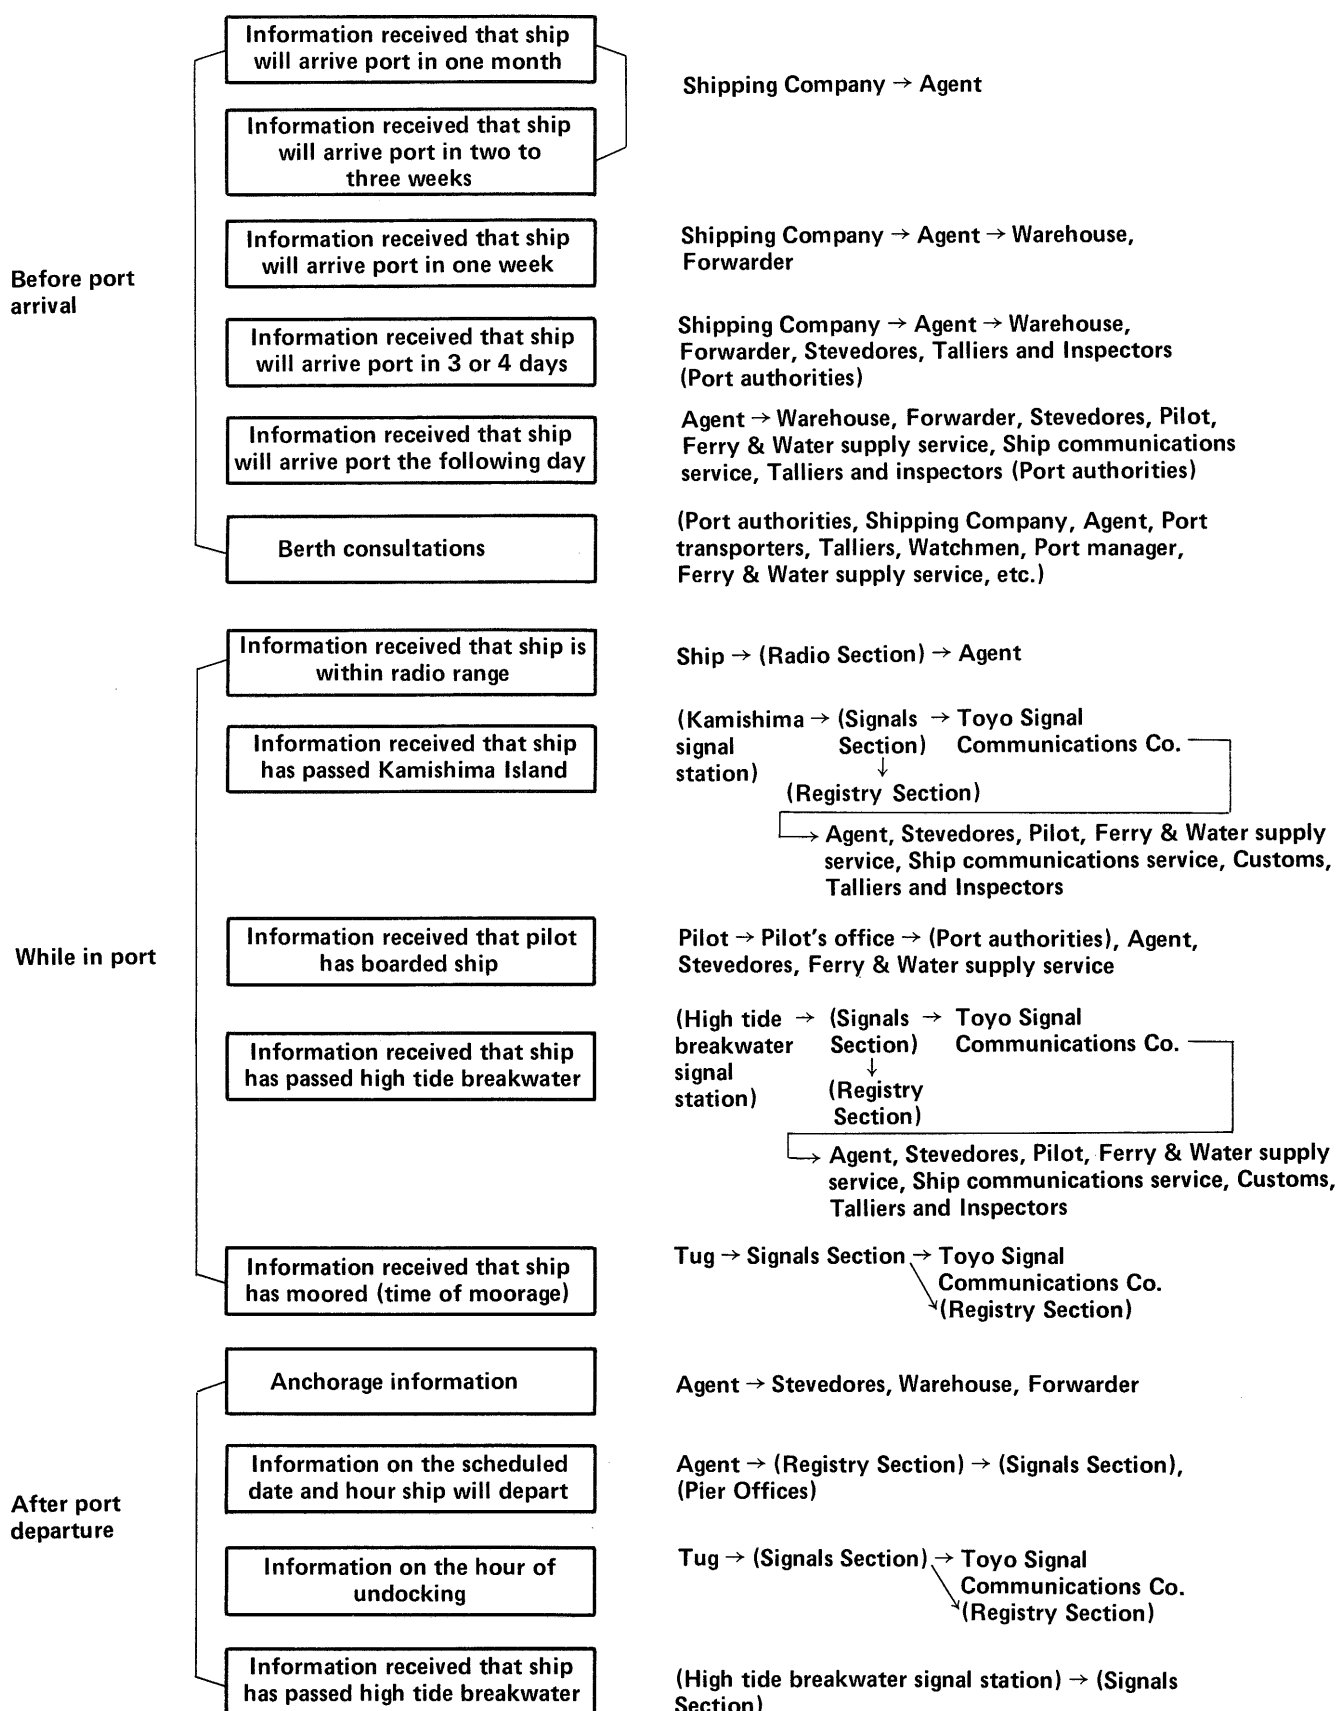 Information received that ship
will arrive port in one month
Shipping Company → Agent
Information received that ship
will arrive port in two to
three weeks
Before port
arrival
Information received that ship
will arrive port in one week
Shipping Company → Agent → Warehouse,
Forwarder
Information received that ship
will arrive port in 3 or 4 days
Shipping Company → Agent → Warehouse,
Forwarder, Stevedores, Talliers and Inspectors
(Port authorities)
Information received that ship
will arrive port the following day
Agent → Warehouse, Forwarder, Stevedores, Pilot,
Ferry & Water supply service, Ship communications
service, Talliers and inspectors (Port authorities)
Berth consultations
(Port authorities, Shipping Company, Agent, Port
transporters, Talliers, Watchmen, Port manager,
Ferry & Water supply service, etc.)
While in port
Information received that ship is
within radio range
Ship → (Radio Section) → Agent
Information received that ship
has passed Kamishima Island
(Kamishima → (Signals → Toyo Signal
signal Section) Communications Co.
station) ↓
(Registry Section)
→ Agent, Stevedores, Pilot, Ferry & Water supply
service, Ship communications service, Customs,
Talliers and Inspectors
Information received that pilot
has boarded ship
Pilot → Pilot's office → (Port authorities), Agent,
Stevedores, Ferry & Water supply service
Information received that ship
has passed high tide breakwater
(High tide → (Signals → Toyo Signal
breakwater Section) Communications Co.
signal ↓
station) (Registry
Section)
→ Agent, Stevedores, Pilot, Ferry & Water supply
service, Ship communications service, Customs,
Talliers and Inspectors
Information received that ship
has moored (time of moorage)
Tug → Signals Section → Toyo Signal
Communications Co.
(Registry Section)
After port
departure
Anchorage information
Agent → Stevedores, Warehouse, Forwarder
Information on the scheduled
date and hour ship will depart
Agent → (Registry Section) → (Signals Section),
(Pier Offices)
Information on the hour of
undocking
Tug → (Signals Section) → Toyo Signal
Communications Co.
(Registry Section)
Information received that ship
has passed high tide breakwater
(High tide breakwater signal station) → (Signals
Section)